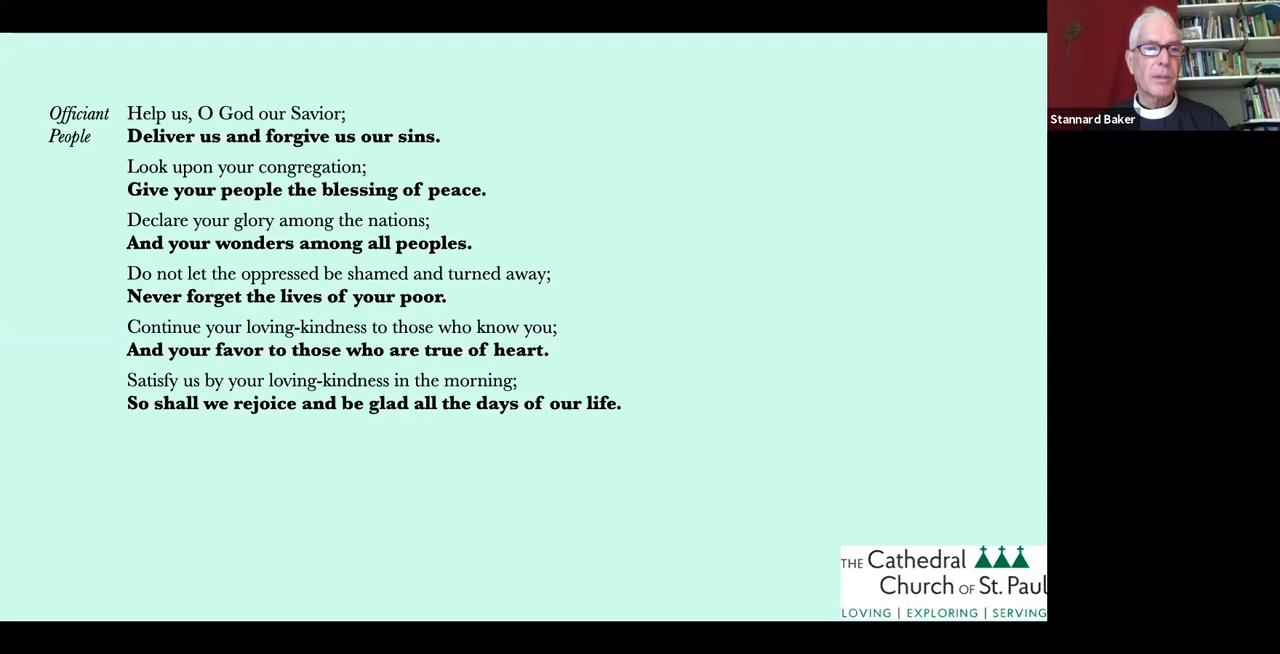 Officiant Help us, O God our Savior;
People Deliver us and forgive us our sins.
Look upon your congregation;
Give your people the blessing of peace.
Declare your glory among the nations;
And your wonders among all peoples.
Do not let the oppressed be shamed and turned away;
Never forget the lives of your poor.
Continue your loving-kindness to those who know you;
And your favor to those who are true of heart.
Satisfy us by your loving-kindness in the morning;
So shall we rejoice and be glad all the days of our life.
Stannard Baker
THE Cathedral
Church OF St. Paul
LOVING | EXPLORING | SERVING